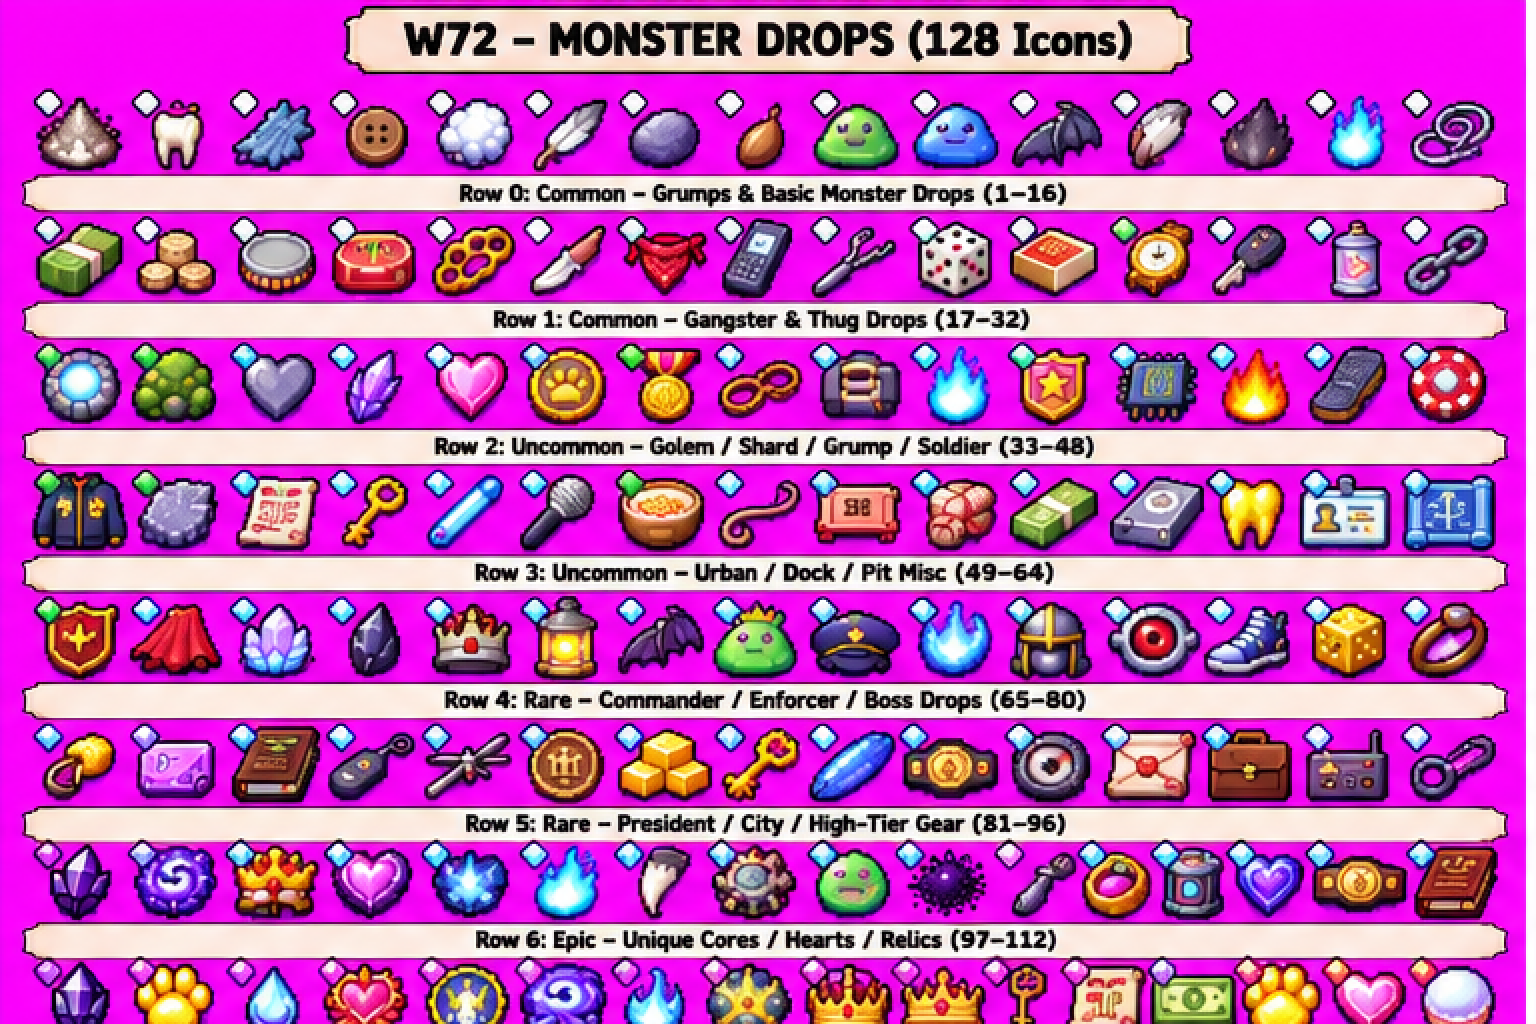 W72 – MONSTER DROPS (128 Icons)
Row 0: Common – Grumps & Basic Monster Drops (1–16)
Row 1: Common – Gangster & Thug Drops (17–32)
Row 2: Uncommon – Golem / Shard / Grump / Soldier (33–48)
Row 3: Uncommon – Urban / Dock / Pit Misc (49–64)
Row 4: Rare – Commander / Enforcer / Boss Drops (65–80)
Row 5: Rare – President / City / High-Tier Gear (81–96)
Row 6: Epic – Unique Cores / Hearts / Relics (97–112)